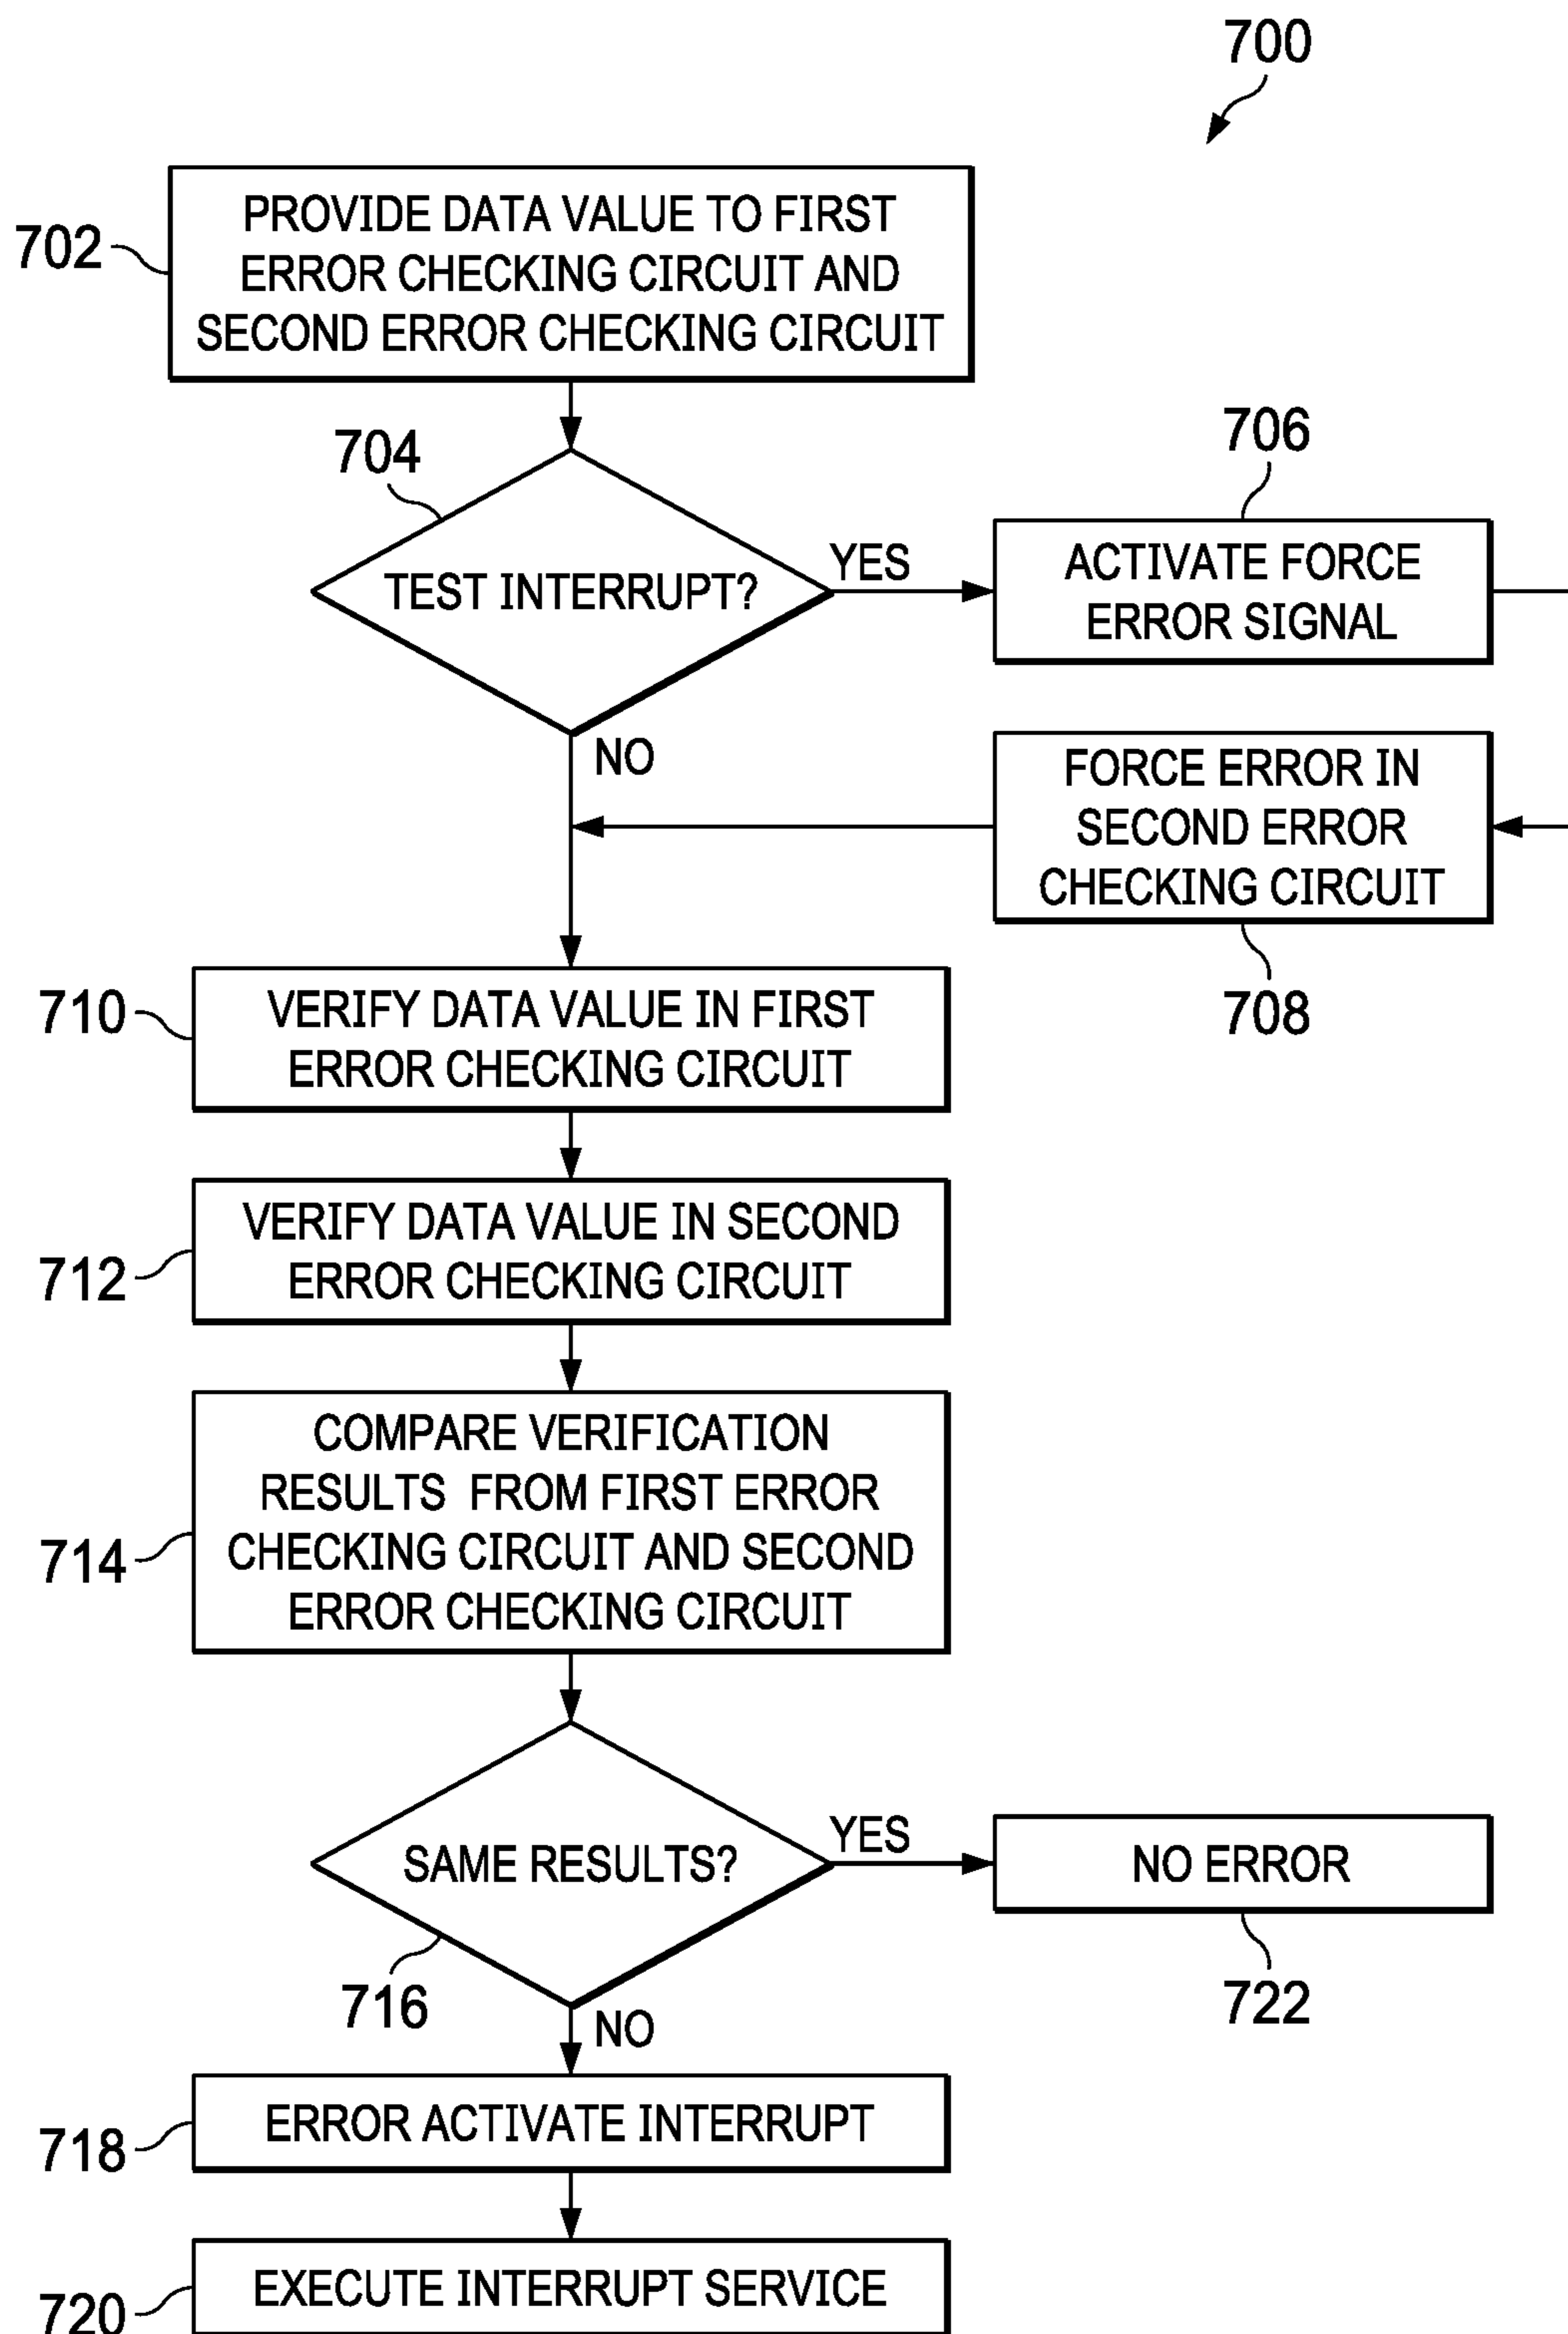 700
702
PROVIDE DATA VALUE TO FIRST
ERROR CHECKING CIRCUIT AND
SECOND ERROR CHECKING CIRCUIT
704
TEST INTERRUPT?
YES
NO
706
ACTIVATE FORCE
ERROR SIGNAL
FORCE ERROR IN
SECOND ERROR
CHECKING CIRCUIT
708
710
VERIFY DATA VALUE IN FIRST
ERROR CHECKING CIRCUIT
712
VERIFY DATA VALUE IN SECOND
ERROR CHECKING CIRCUIT
714
COMPARE VERIFICATION
RESULTS FROM FIRST ERROR
CHECKING CIRCUIT AND SECOND
ERROR CHECKING CIRCUIT
SAME RESULTS?
716
YES
NO
NO ERROR
722
718
ERROR ACTIVATE INTERRUPT
720
EXECUTE INTERRUPT SERVICE